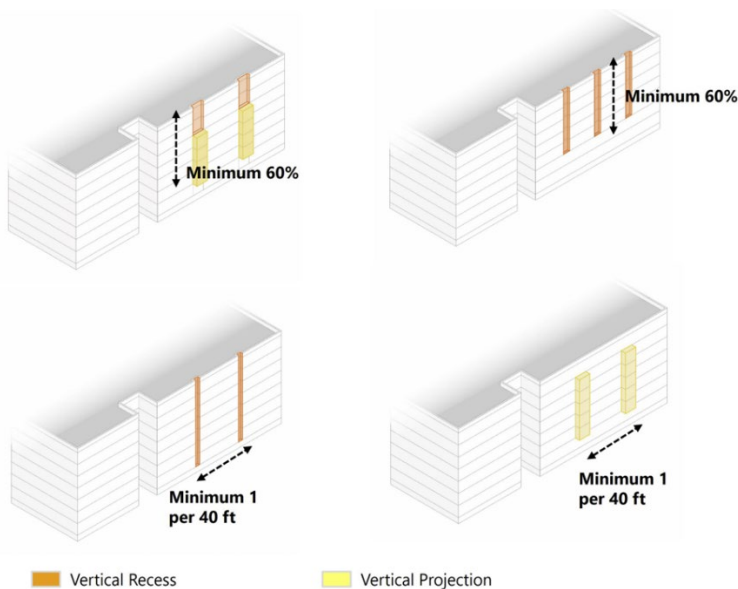 Minimum 60%
Minimum 60%
Minimum 1
per 40 ft
Minimum 1
per 40 ft
Vertical Recess
Vertical Projection